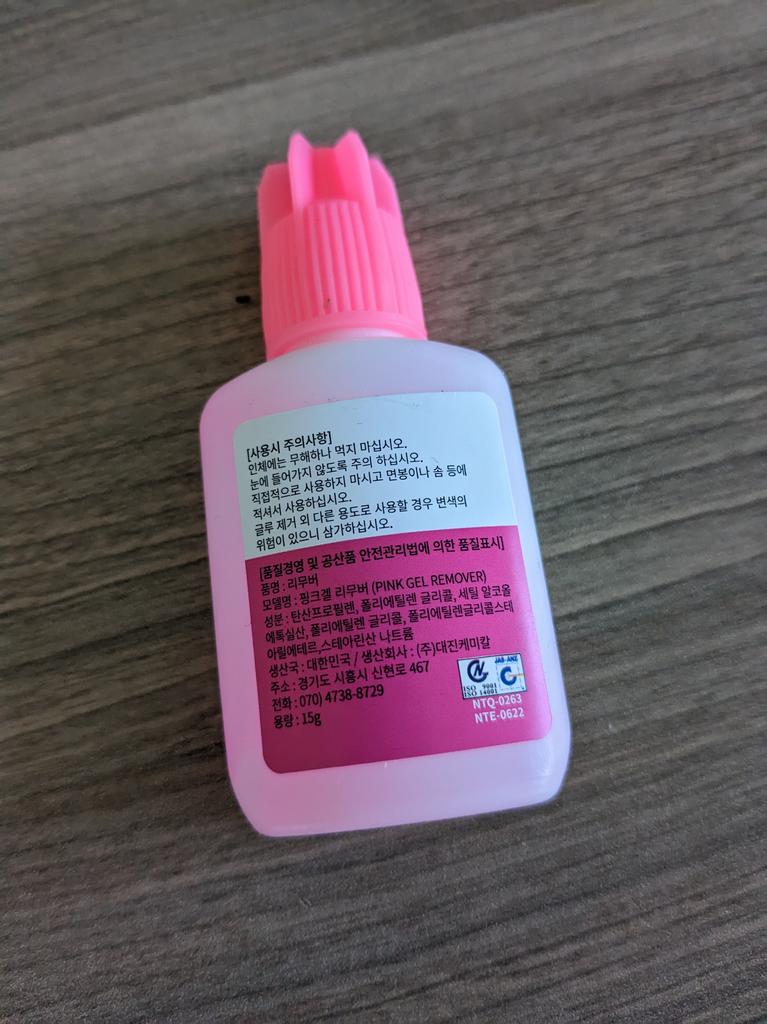 [사용시 주의사항]
인체에는 무해하나 먹지 마십시오.
눈에 들어가지 않도록 주의 하십시오.
직접적으로 사용하지 마시고 면봉이나 솜 등에
적셔서 사용하십시오.
글루 제거 외 다른 용도로 사용할 경우 변색의
위험이 있으니 삼가하십시오.
[품질경영 및 공산품 안전관리법에 의한 품질표시]
품명 : 리무버
모델명 : 핑크겔 리무버 (PINK GEL REMOVER)
성분 : 탄산프로필렌, 폴리에틸렌 글리콜, 세틸 알코올
에톡실산, 폴리에틸렌 글리콜, 폴리에틸렌글리콜스테
아릴에테르,스테아린산 나트륨
생산국 : 대한민국 / 생산회사 : (주)대진케미칼
주소 : 경기도 시흥시 신현로 467
전화 : 070) 4738-8729
용량 : 15g
JAS-ANZ
ISO 9001
ISO 14001
NTQ-0263
NTE-0622